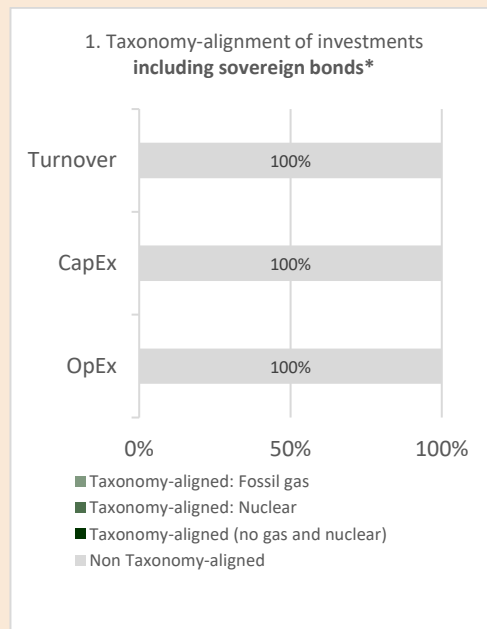 1. Taxonomy-alignment of investments
including sovereign bonds*
Turnover
100%
CapEx
100%
OpEx
100%
0%
50%
100%
Taxonomy-aligned: Fossil gas
Taxonomy-aligned: Nuclear
Taxonomy-aligned (no gas and nuclear)
Non Taxonomy-aligned